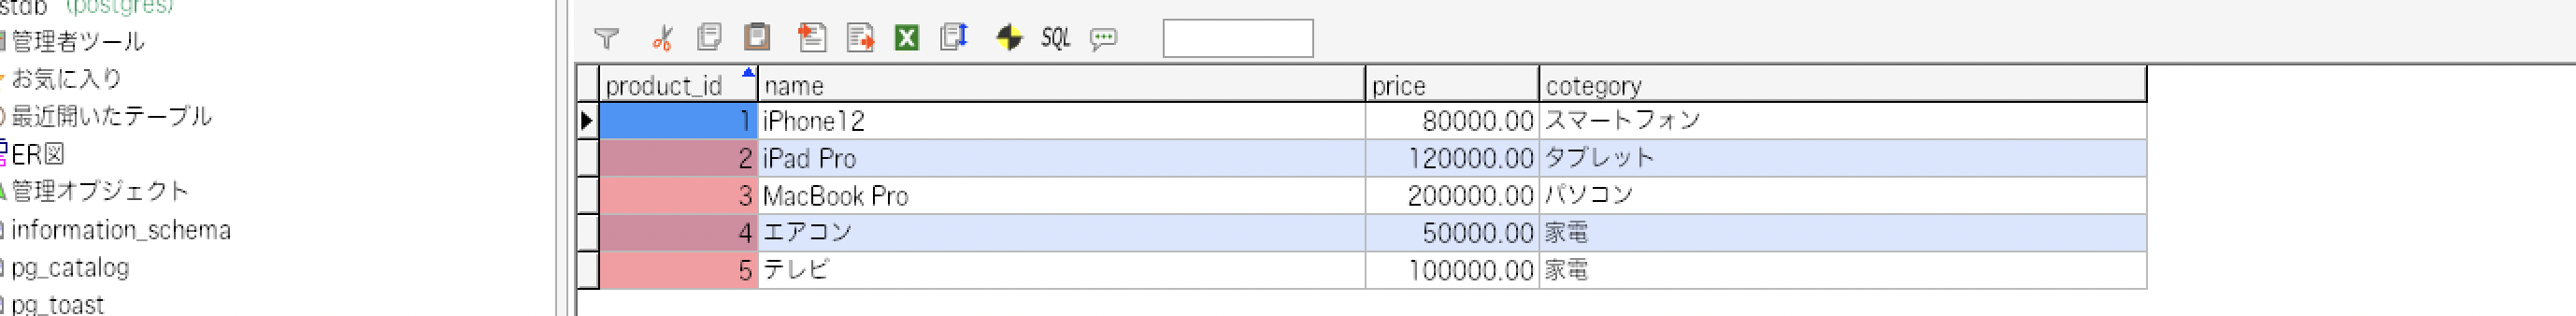 stdb (postgres)
管理者ツール
お気に入り
最近開いたテーブル
ER図
管理オブジェクト
information_schema
pg_catalog
pg_toast
SQL
product_id name price cotegory
1 iPhone12 80000.00 スマートフォン
2 iPad Pro 120000.00 タブレット
3 MacBook Pro 200000.00 パソコン
4 エアコン 50000.00 家電
5 テレビ 100000.00 家電